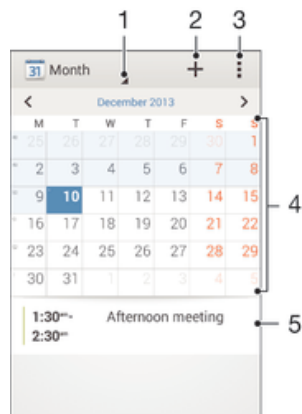 1 2 3
31 Month
December 2013
M T W T F S S
25 26 27 28 29 30 1
2 3 4 5 6 7 8
9 10 11 12 13 14 15
16 17 18 19 20 21 22
23 24 25 26 27 28 29
30 31 1 2 3 4 5
4
1:30am- Afternoon meeting
2:30am
5